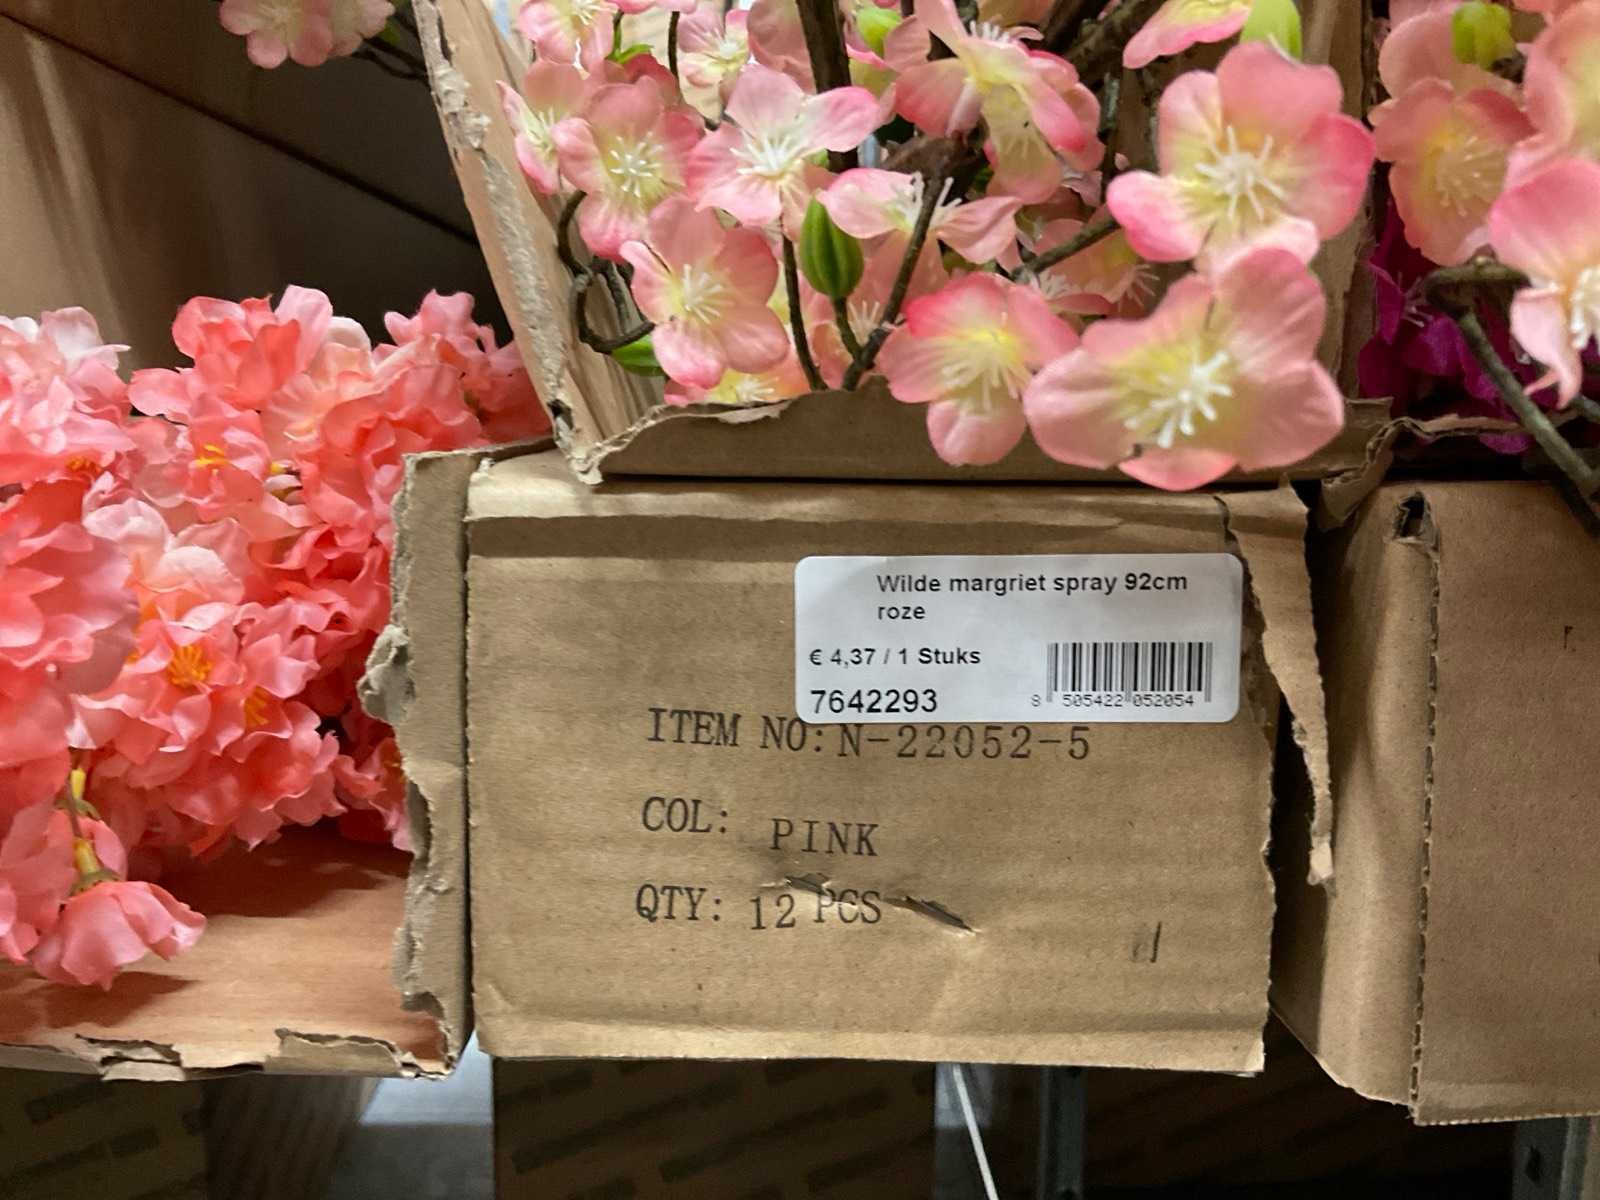 Wilde margriet spray 92cm
roze
€ 4,37 / 1 Stuks
7642293
8 505422 052054
ITEM NO: N-22052-5
COL: PINK
QTY: 12 PCS